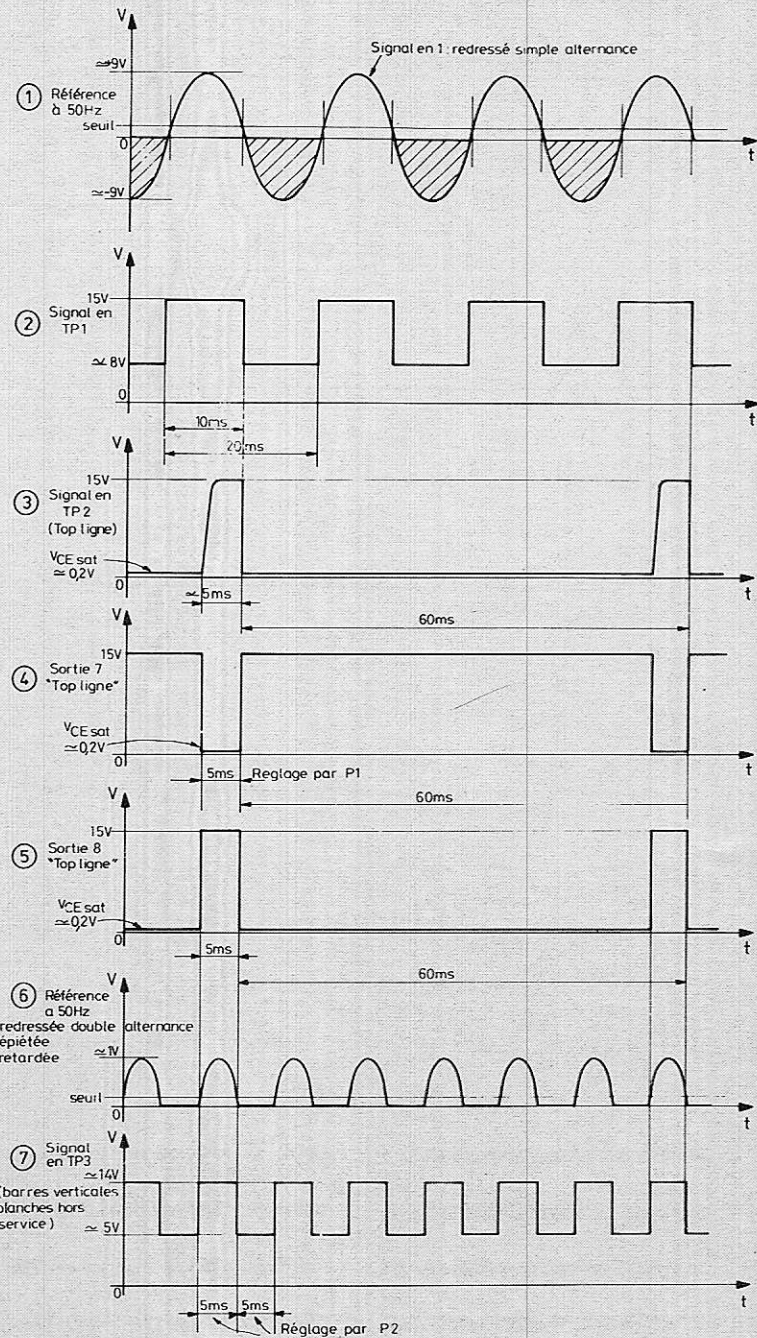 V
≃9V
Signal en 1: redressé simple alternance
1 Référence
à 50Hz
seuil
0
t
≃-9V
V
15V
2 Signal en
TP1
≃ 8V
0
t
10ms
20ms
V
15V
3 Signal en
TP2
(Top ligne)
VCE sat
≃0,2V
0
t
≃ 5ms
60ms
V
15V
4 Sortie 7
"Top ligne"
VCE sat
≃0,2V
0
t
5ms Reglage par P1
60ms
V
15V
5 Sortie 8
"Top ligne"
VCE sat
≃0,2V
0
t
5ms
60ms
6 Référence
a 50Hz
redressée double alternance
épiétée
retardée
V
≃1V
seuil
0
t
V
7 Signal
en TP3
≃14V
(barres verticales
blanches hors
service)
≃ 5V
0
t
5ms 5ms
Réglage par P2